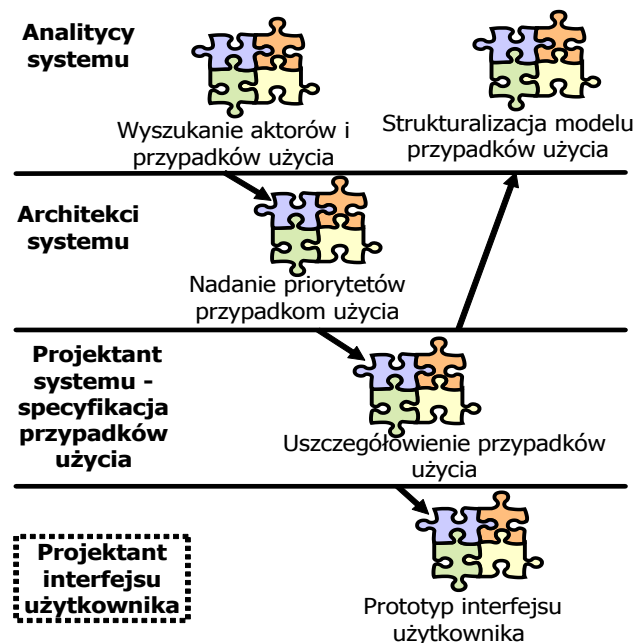 Analitycy
systemu
Wyszukanie aktorów i
przypadków użycia
Strukturalizacja modelu
przypadków użycia
Architekci
systemu
Nadanie priorytetów
przypadkom użycia
Projektant
systemu -
specyfikacja
przypadków
użycia
Uszczegółowienie przypadków
użycia
Projektant
interfejsu
użytkownika
Prototyp interfejsu
użytkownika